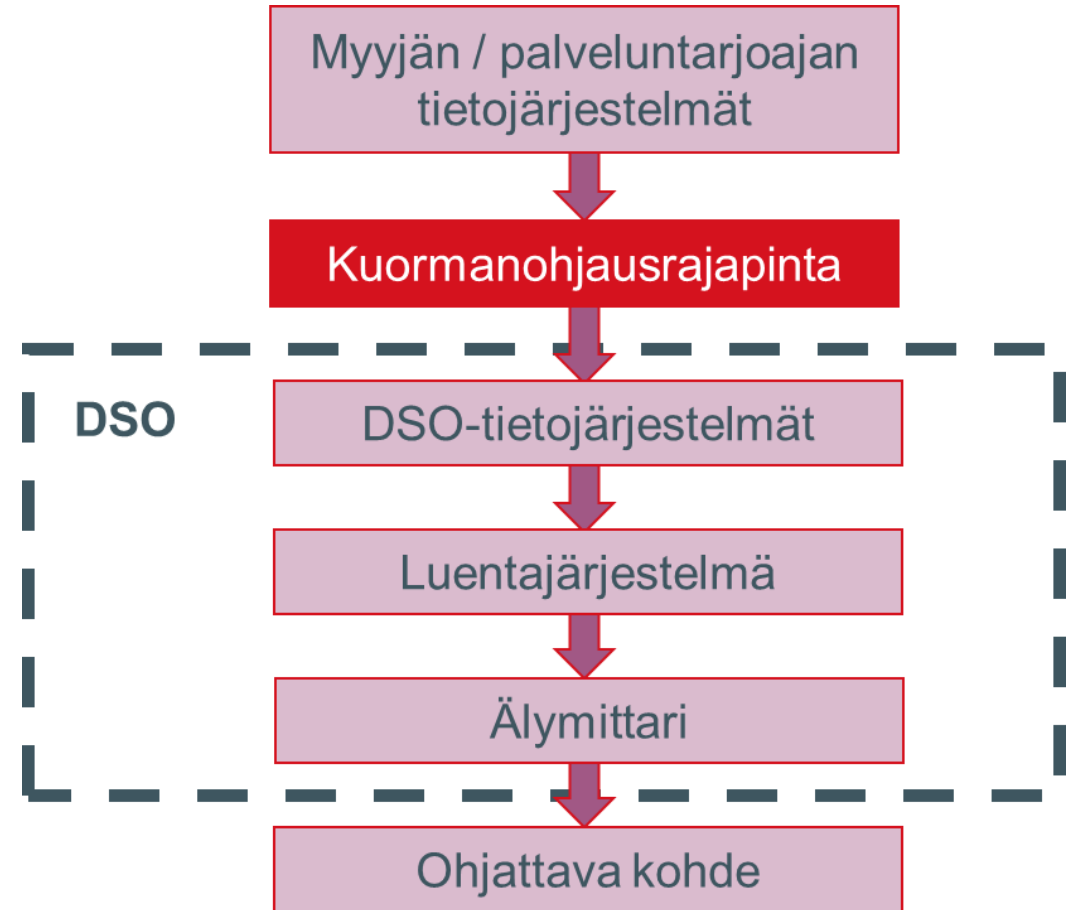 Myyjän / palveluntarjoajan
tietojärjestelmät
Kuormanohjausrajapinta
DSO
DSO-tietojärjestelmät
Luentajärjestelmä
Älymittari
Ohjattava kohde